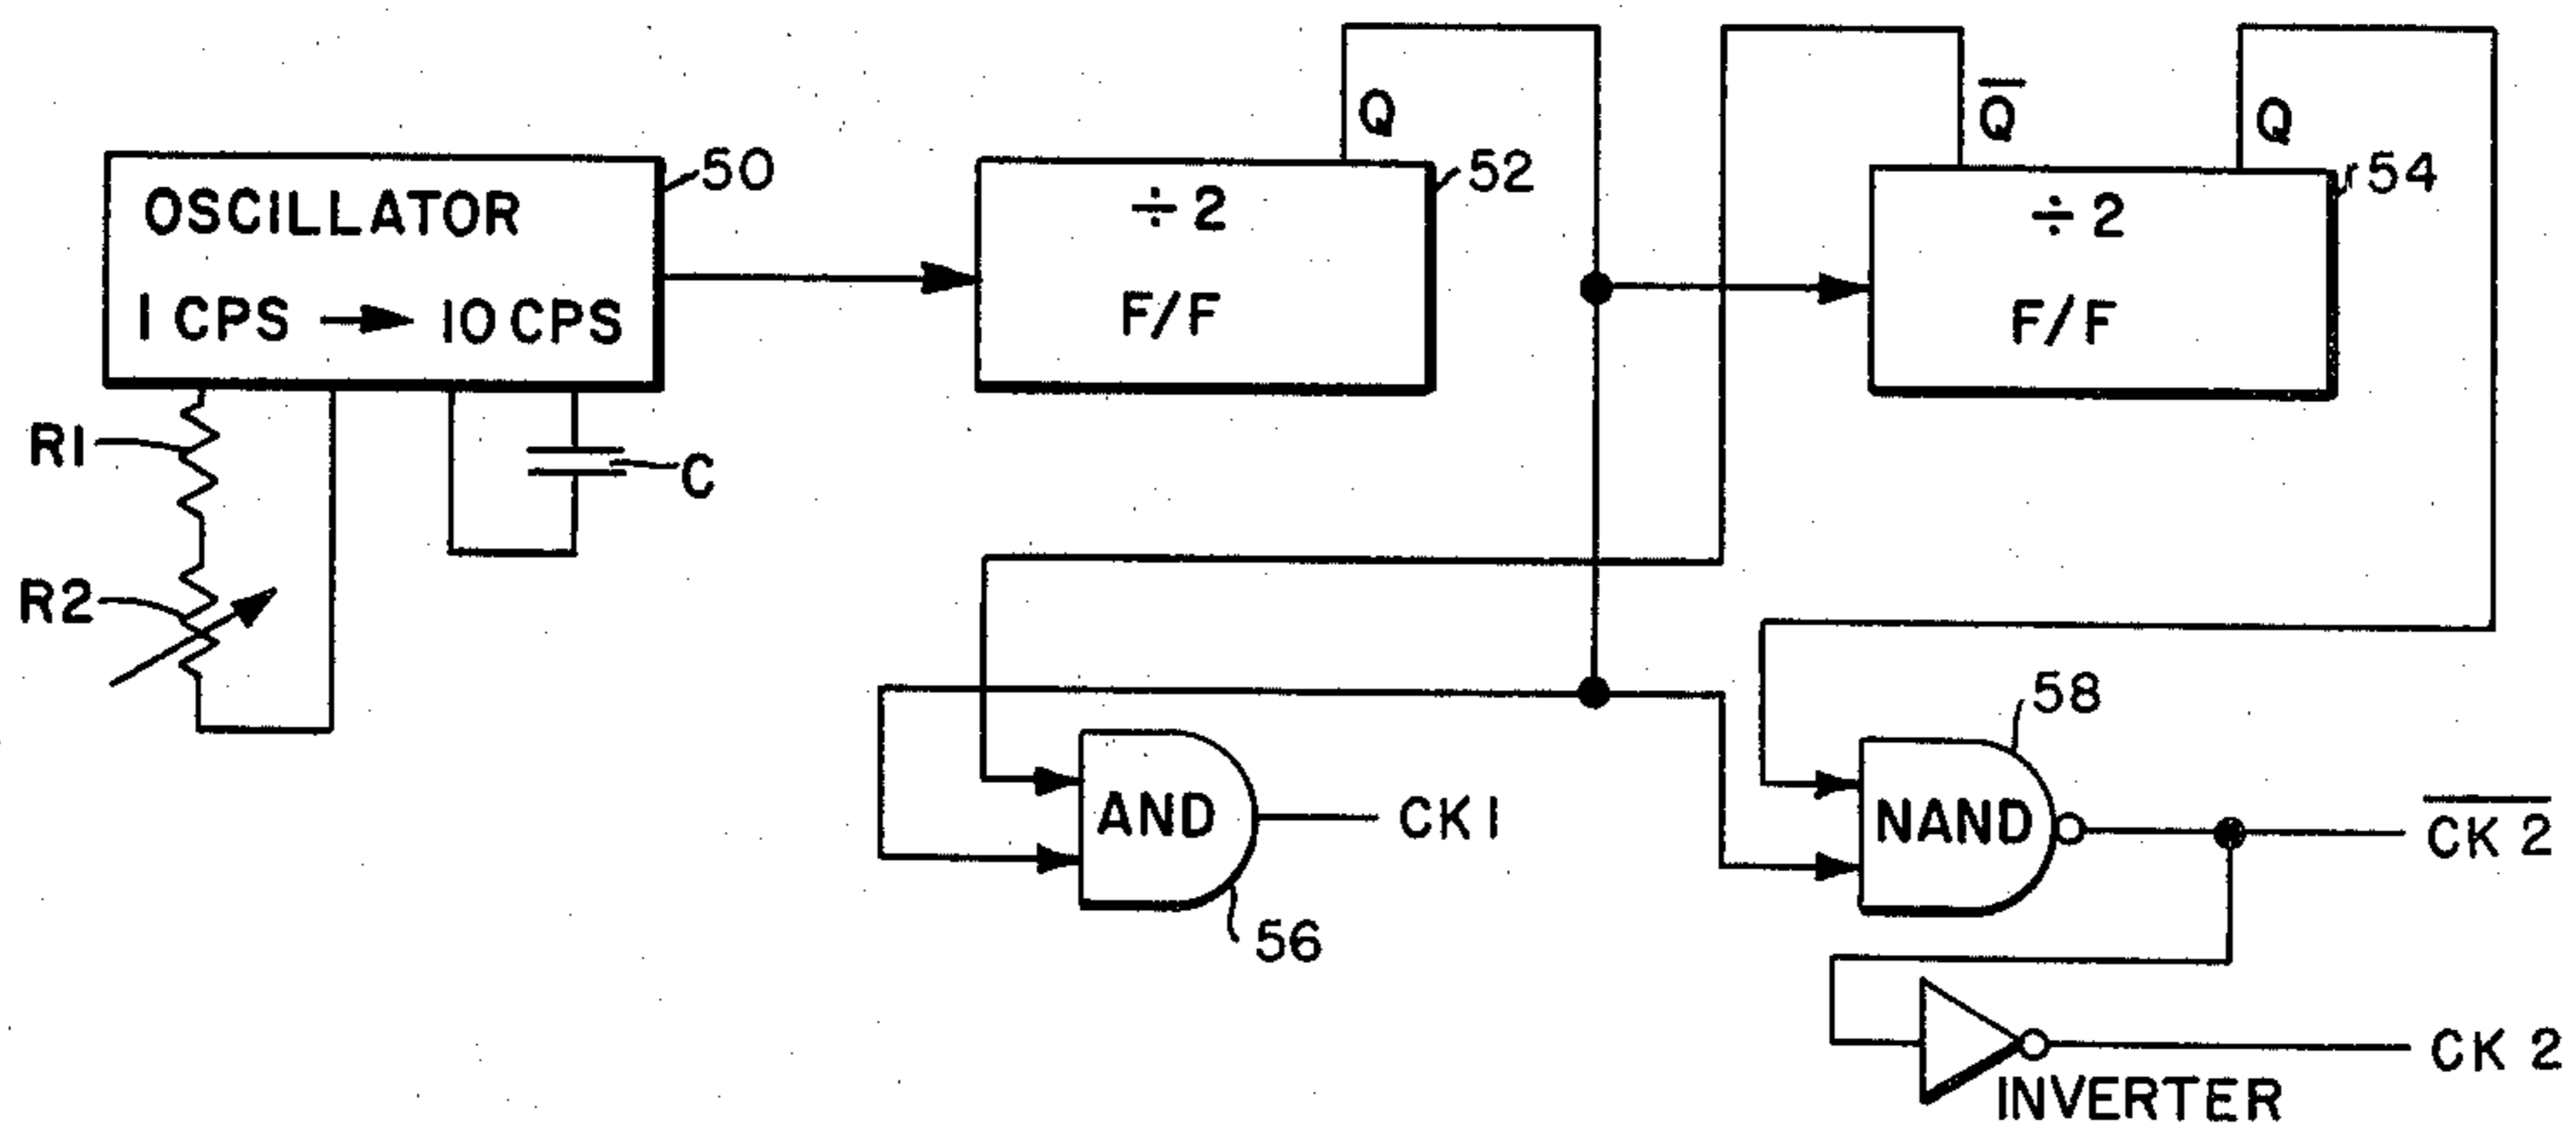 Q
Q̅
Q
50
52
54
OSCILLATOR
1 CPS → 10 CPS
÷2
F/F
÷2
F/F
R1
C
R2
58
AND
CK 1
NAND
C̅K̅ ̅2̅
56
CK 2
INVERTER